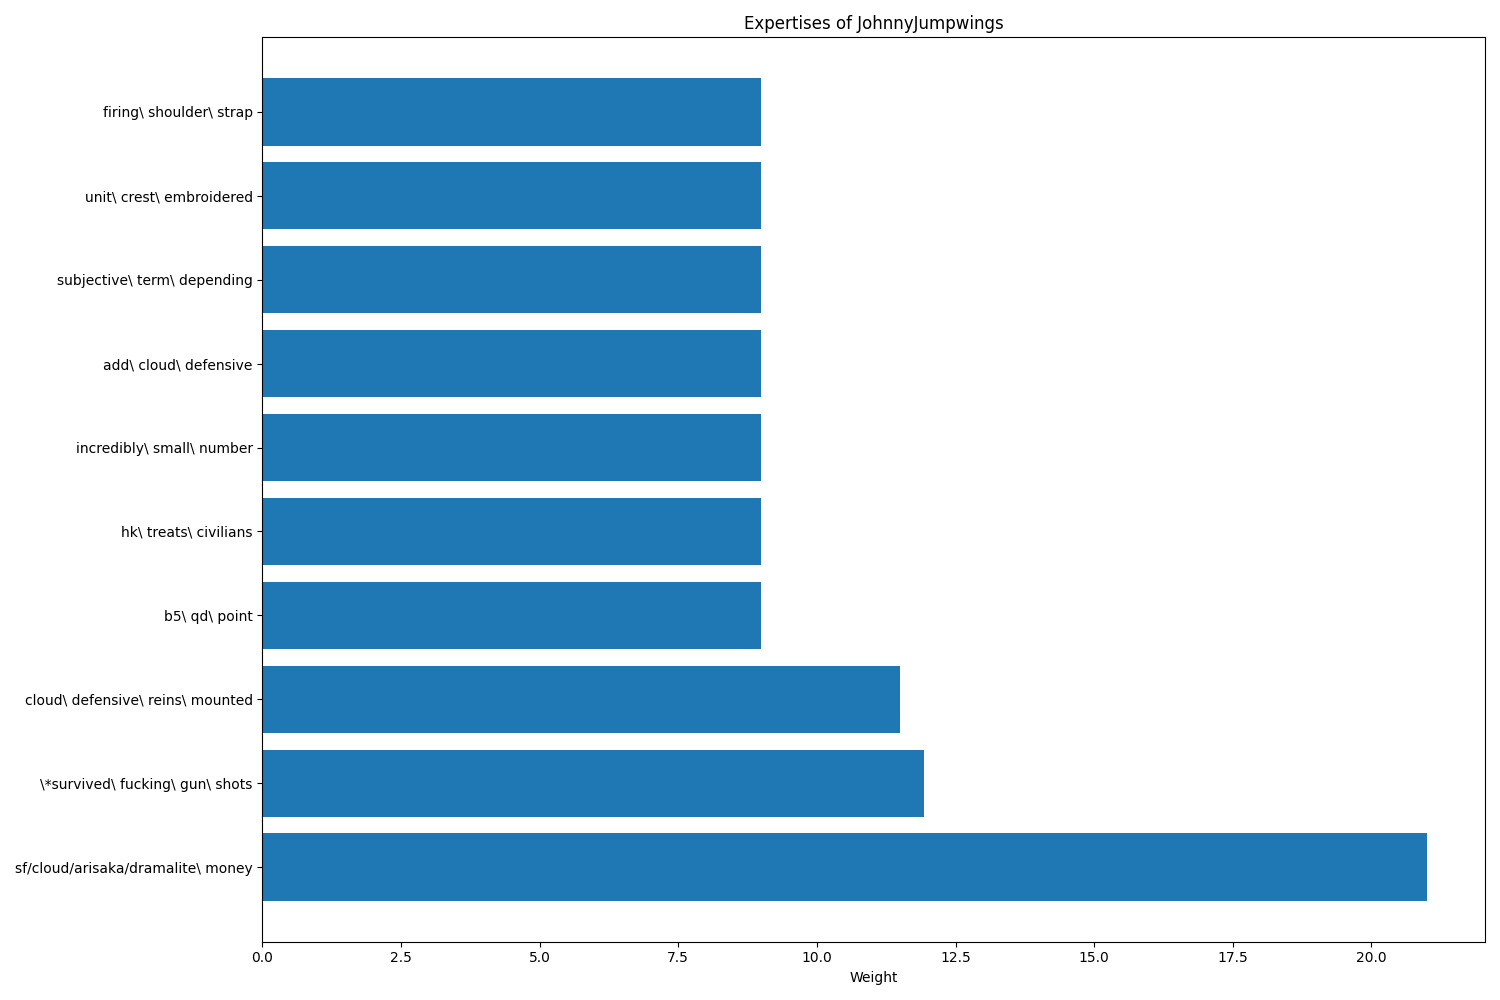 Expertises of JohnnyJumpwings
firing\ shoulder\ strap
unit\ crest\ embroidered
subjective\ term\ depending
add\ cloud\ defensive
incredibly\ small\ number
hk\ treats\ civilians
b5\ qd\ point
cloud\ defensive\ reins\ mounted
\*survived\ fucking\ gun\ shots
sf/cloud/arisaka/dramalite\ money
0.0 2.5 5.0 7.5 10.0 12.5 15.0 17.5 20.0
Weight